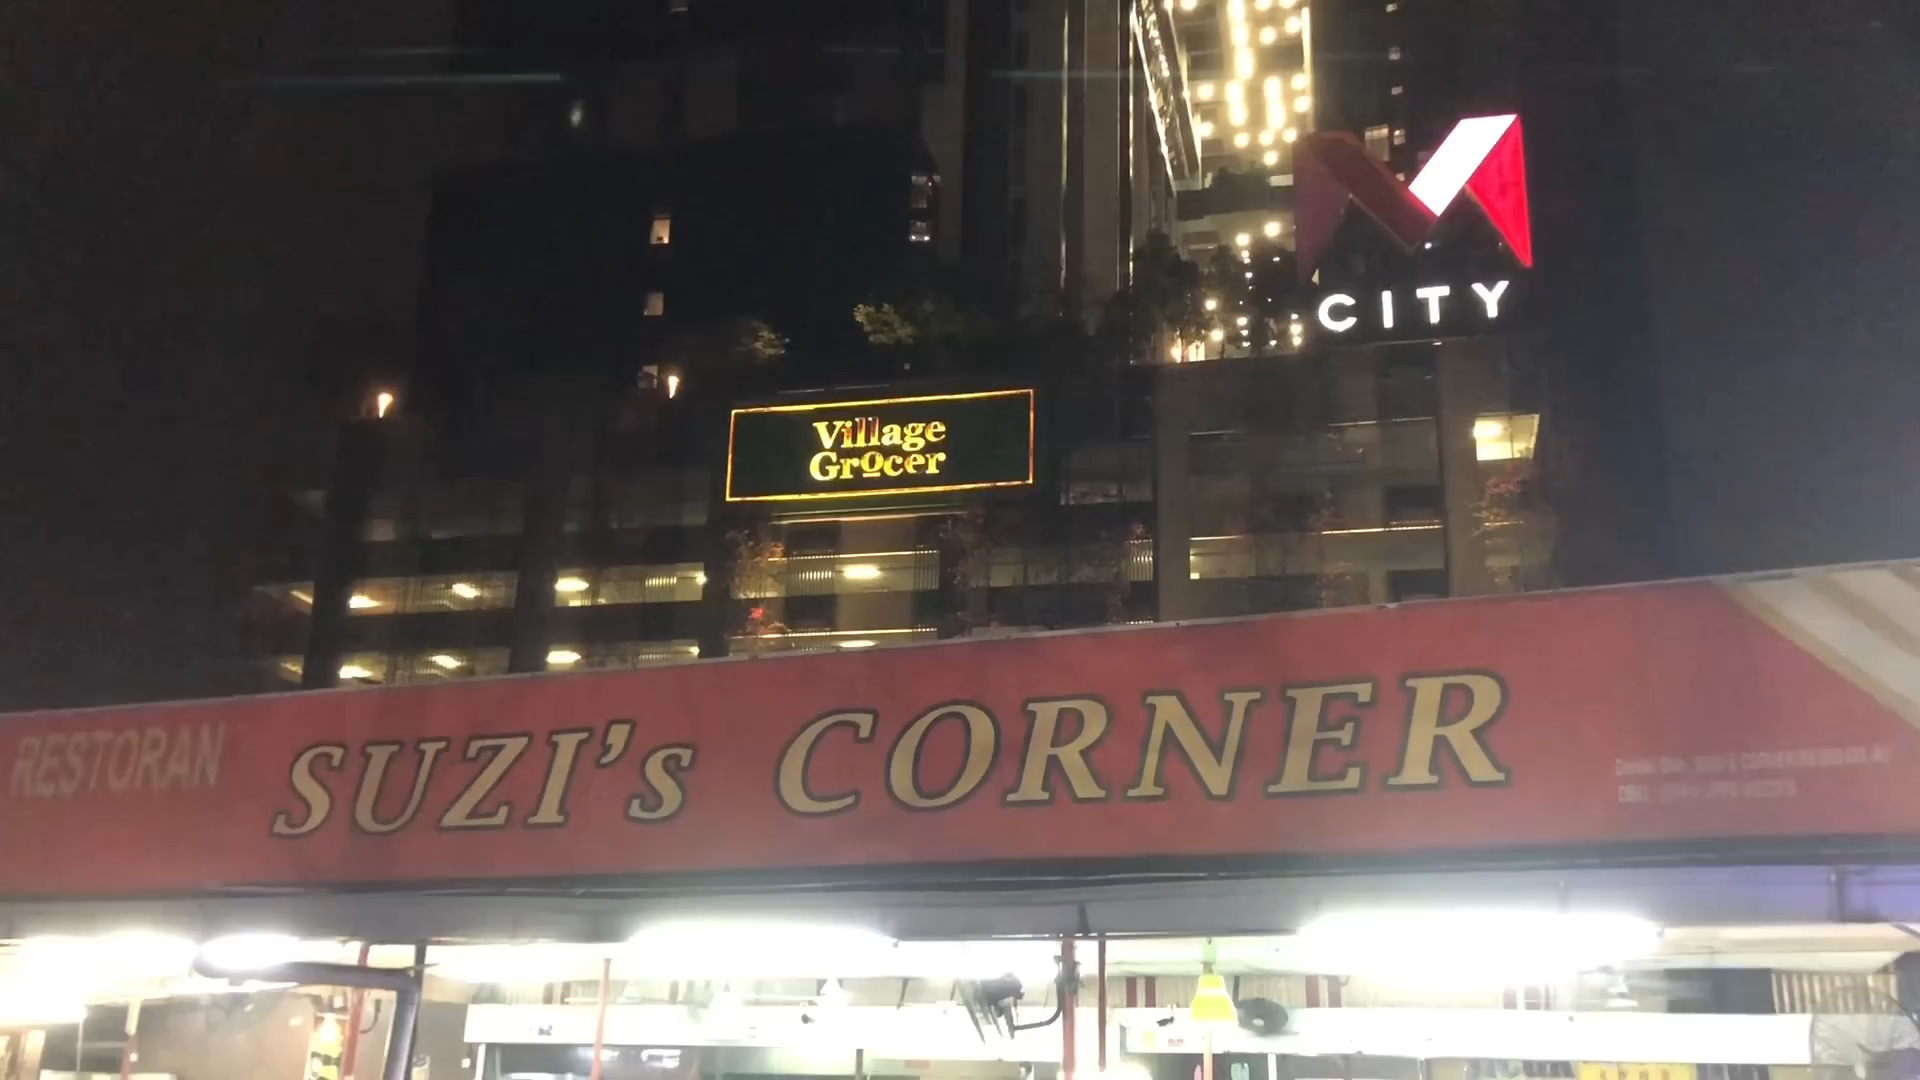 CITY
Village
Grocer
RESTORAN
SUZI's CORNER